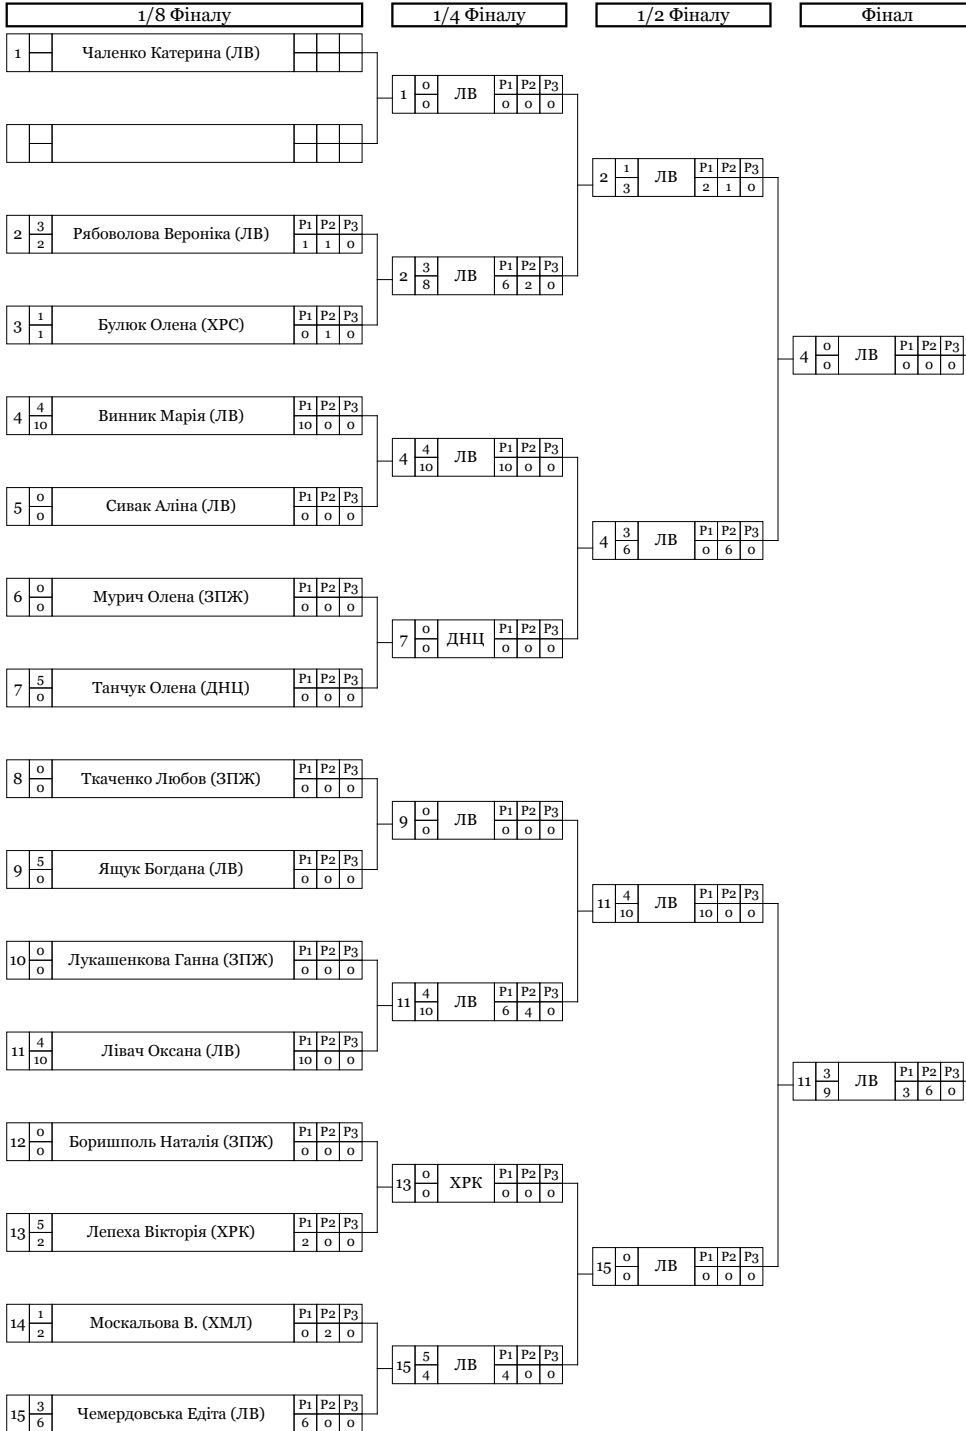 1/8 Фіналу 1/4 Фіналу 1/2 Фіналу Фінал
1 Чаленко Катерина (ЛВ)
1 0 ЛВ P1 P2 P3
0 0 0 0
2 1 ЛВ P1 P2 P3
3 2 1 0
2 3 Рябоволова Вероніка (ЛВ) P1 P2 P3
2 1 1 0
2 3 ЛВ P1 P2 P3
8 6 2 0
3 1 Булюк Олена (ХРС) P1 P2 P3
1 0 1 0
4 0 ЛВ P1 P2 P3
0 0 0 0
4 4 Винник Марія (ЛВ) P1 P2 P3
10 10 0 0
4 4 ЛВ P1 P2 P3
10 10 0 0
5 0 Сивак Аліна (ЛВ) P1 P2 P3
0 0 0 0
4 3 ЛВ P1 P2 P3
6 0 6 0
6 0 Мурич Олена (ЗПЖ) P1 P2 P3
0 0 0 0
7 0 ДНЦ P1 P2 P3
0 0 0 0
7 5 Танчук Олена (ДНЦ) P1 P2 P3
0 0 0 0
8 0 Ткаченко Любов (ЗПЖ) P1 P2 P3
0 0 0 0
9 0 ЛВ P1 P2 P3
0 0 0 0
9 5 Ящук Богдана (ЛВ) P1 P2 P3
0 0 0 0
11 4 ЛВ P1 P2 P3
10 10 0 0
10 0 Лукашенкова Ганна (ЗПЖ) P1 P2 P3
0 0 0 0
11 4 ЛВ P1 P2 P3
10 6 4 0
11 4 Лівач Оксана (ЛВ) P1 P2 P3
10 10 0 0
11 3 ЛВ P1 P2 P3
9 3 6 0
12 0 Боришполь Наталія (ЗПЖ) P1 P2 P3
0 0 0 0
13 0 ХРК P1 P2 P3
0 0 0 0
13 5 Лепеха Вікторія (ХРК) P1 P2 P3
2 2 0 0
15 0 ЛВ P1 P2 P3
0 0 0 0
14 1 Москальова В. (ХМЛ) P1 P2 P3
2 0 2 0
15 5 ЛВ P1 P2 P3
4 4 0 0
15 3 Чемердовська Едіта (ЛВ) P1 P2 P3
6 6 0 0